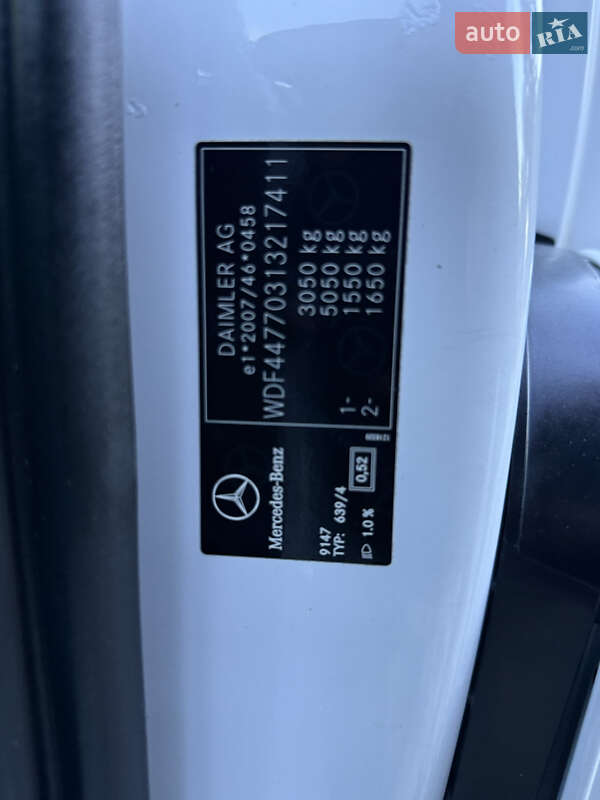 auto RIA
.com
DAIMLER AG
e1*2007/46*0458
WDF44770313217411
3050 kg
5050 kg
1- 1550 kg
2- 1650 kg
Mercedes-Benz
9147
TYP: 639/4
0,52
1.0 %